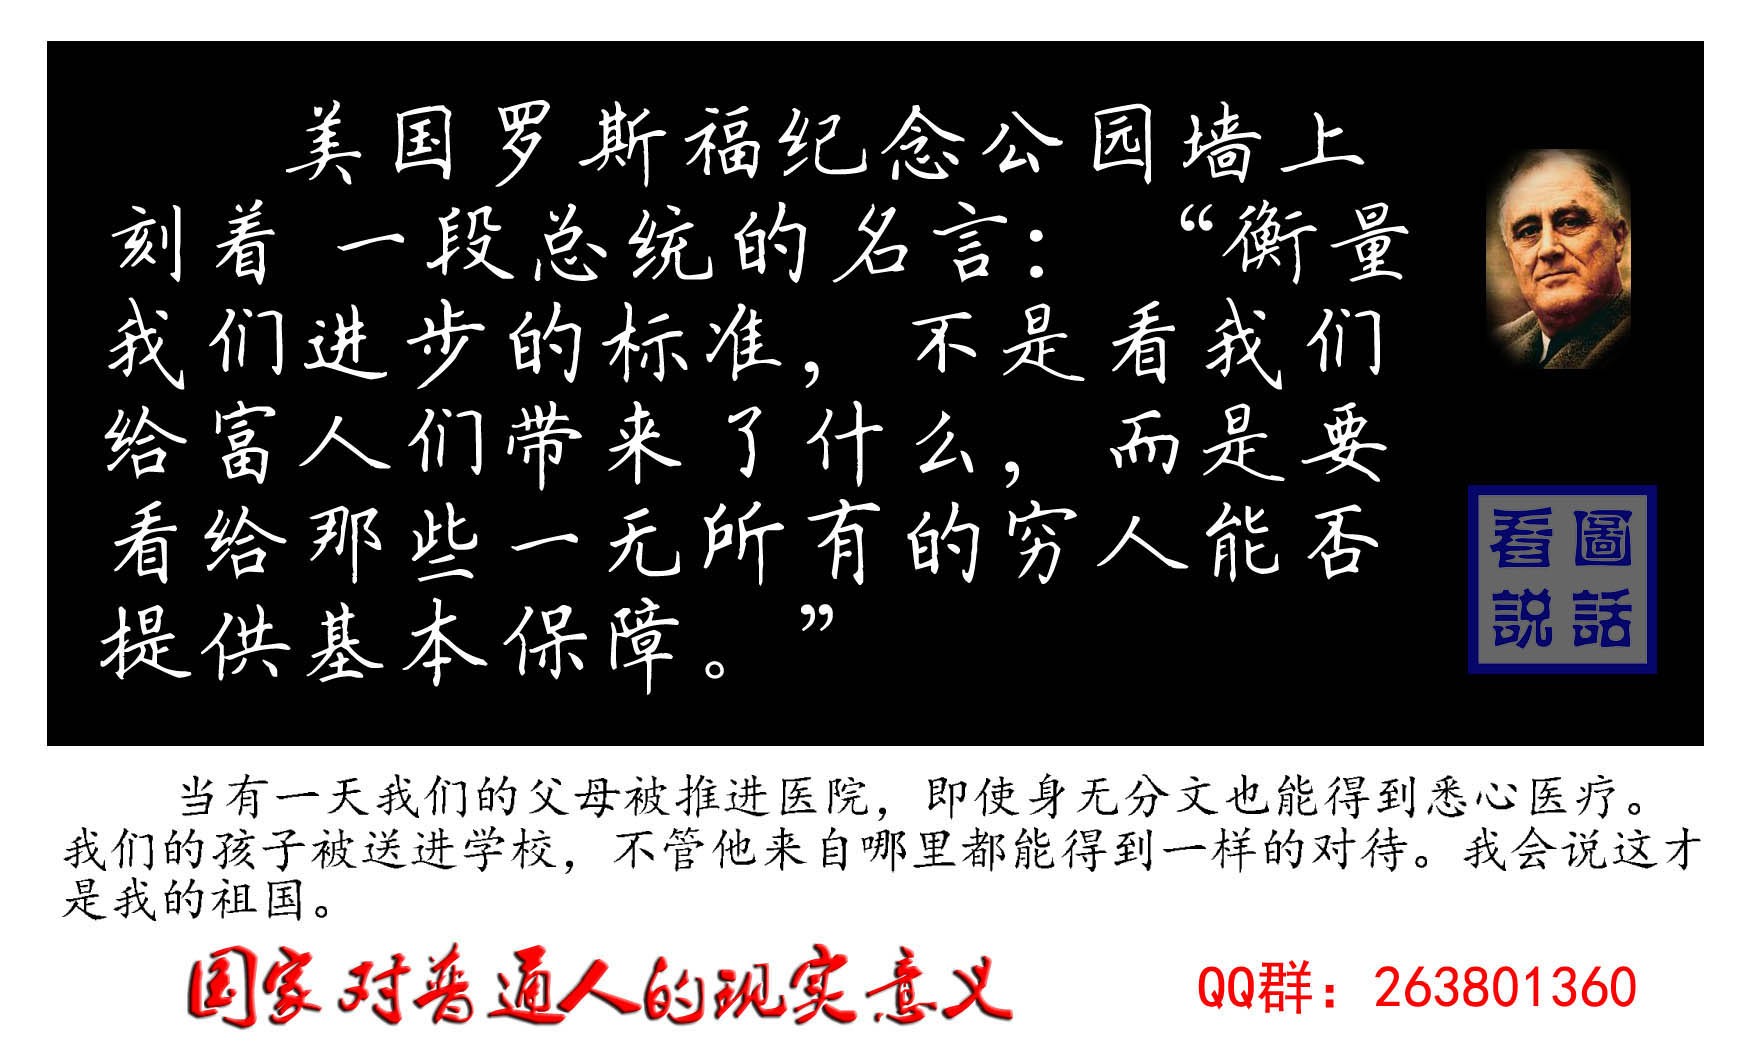 美国罗斯福纪念公园墙上
刻着一段总统的名言：“衡量
我们进步的标准，不是看我们
给富人们带来了什么，而是要
看给那些一无所有的穷人能否
提供基本保障。”
看圖
説話
当有一天我们的父母被推进医院，即使身无分文也能得到悉心医疗。
我们的孩子被送进学校，不管他来自哪里都能得到一样的对待。我会说这才
是我的祖国。
国家对普通人的现实意义
QQ群：263801360